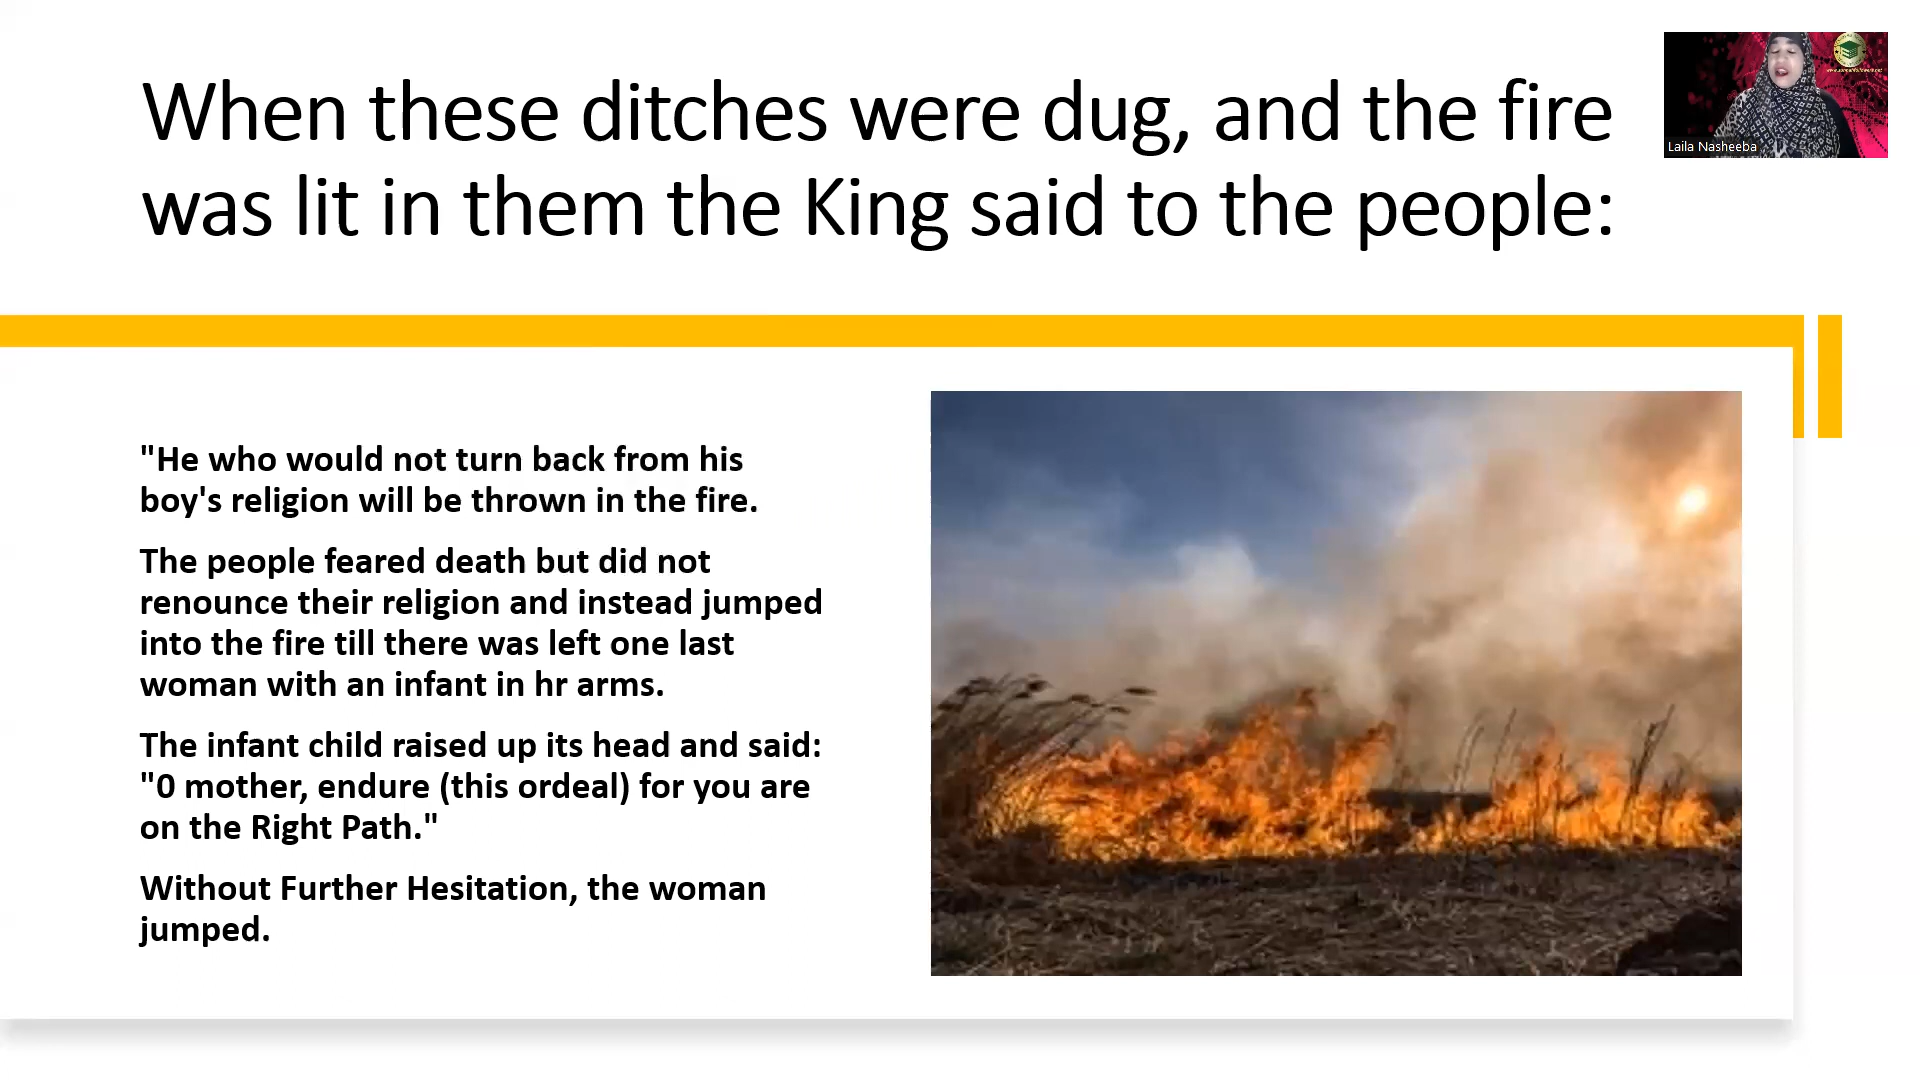 When these ditches were dug, and the fire
was lit in them the King said to the people:
Laila Nasheeba
"He who would not turn back from his
boy's religion will be thrown in the fire.
The people feared death but did not
renounce their religion and instead jumped
into the fire till there was left one last
woman with an infant in hr arms.
The infant child raised up its head and said:
"0 mother, endure (this ordeal) for you are
on the Right Path."
Without Further Hesitation, the woman
jumped.